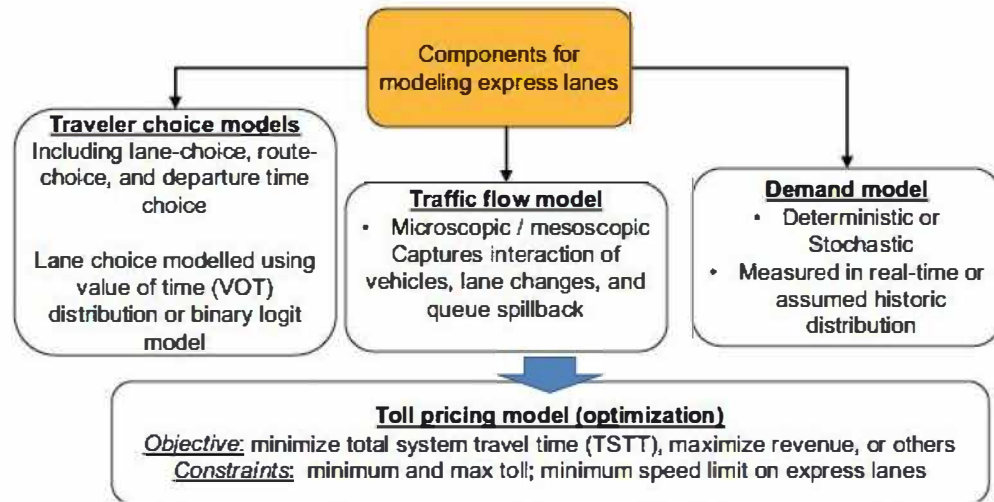 Components for
modeling express lanes
Traveler choice models
Including lane-choice, route-
choice, and departure time
choice
Lane choice modelled using
value of time (VOT)
distribution or binary logit
model
Traffic flow model
• Microscopic / mesoscopic
Captures interaction of
vehicles, lane changes, and
queue spillback
Demand model
• Deterministic or
Stochastic
• Measured in real-time or
assumed historic
distribution
Toll pricing model (optimization)
Objective: minimize total system travel time (TSTT), maximize revenue, or others
Constraints: minimum and max toll; minimum speed limit on express lanes